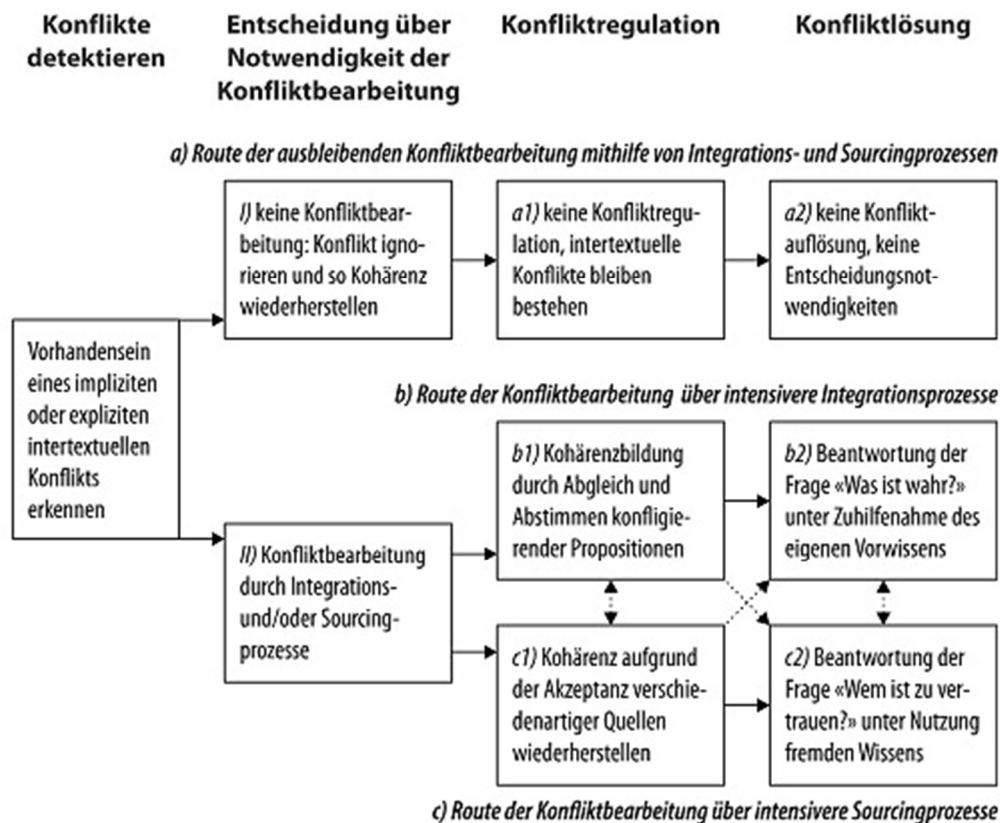 Konflikte
detektieren
Entscheidung über
Notwendigkeit der
Konfliktbearbeitung
Konfliktregulation
Konfliktlösung
a) Route der ausbleibenden Konfliktbearbeitung mithilfe von Integrations- und Sourcingprozessen
I) keine Konfliktbear-
beitung: Konflikt igno-
rieren und so Kohärenz
wiederherstellen
a1) keine Konfliktregu-
lation, intertextuelle
Konflikte bleiben
bestehen
a2) keine Konflikt-
auflösung, keine
Entscheidungsnot-
wendigkeiten
Vorhandensein
eines impliziten
oder expliziten
intertextuellen
Konflikts
erkennen
b) Route der Konfliktbearbeitung über intensivere Integrationsprozesse
b1) Kohärenzbildung
durch Abgleich und
Abstimmen konfligie-
render Propositionen
b2) Beantwortung der
Frage «Was ist wahr?»
unter Zuhilfenahme des
eigenen Vorwissens
II) Konfliktbearbeitung
durch Integrations-
und/oder Sourcing-
prozesse
c1) Kohärenz aufgrund
der Akzeptanz verschie-
denartiger Quellen
wiederherstellen
c2) Beantwortung der
Frage «Wem ist zu ver-
trauen?» unter Nutzung
fremden Wissens
c) Route der Konfliktbearbeitung über intensivere Sourcingprozesse